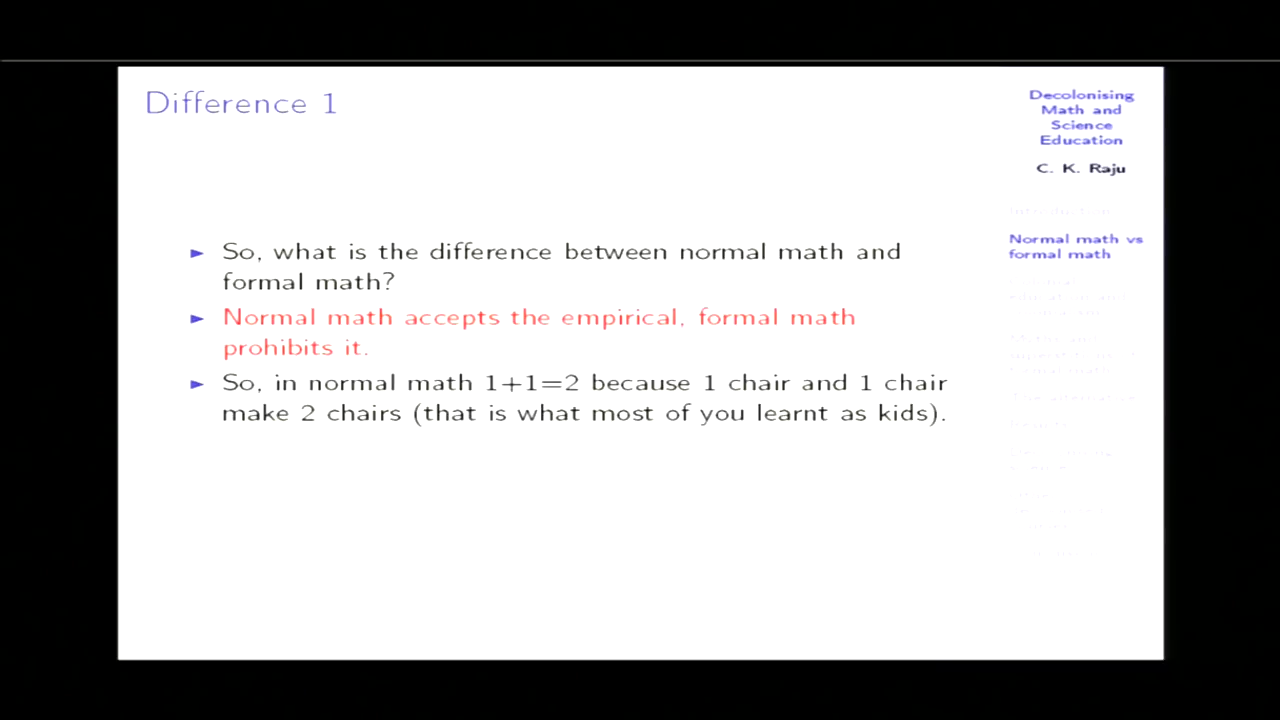 Difference 1
So, what is the difference between normal math and
formal math?
Normal math accepts the empirical, formal math
prohibits it.
So, in normal math 1+1=2 because 1 chair and 1 chair
make 2 chairs (that is what most of you learnt as kids).
Decolonising
Math and
Science
Education
C. K. Raju
Introduction
Normal math vs
formal math